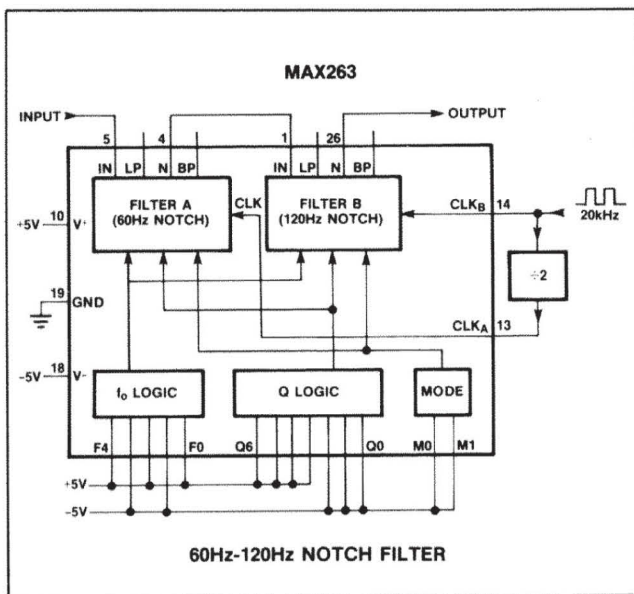 MAX263
INPUT
OUTPUT
5 4 1 26
IN LP N BP IN LP N BP
FILTER A
(60Hz NOTCH)
CLK
FILTER B
(120Hz NOTCH)
CLKB 14
20kHz
+5V 10 V+
÷2
19 GND
CLKA 13
-5V 18 V-
fo LOGIC
Q LOGIC
MODE
F4 F0 Q6 Q0 M0 M1
+5V
-5V
60Hz-120Hz NOTCH FILTER